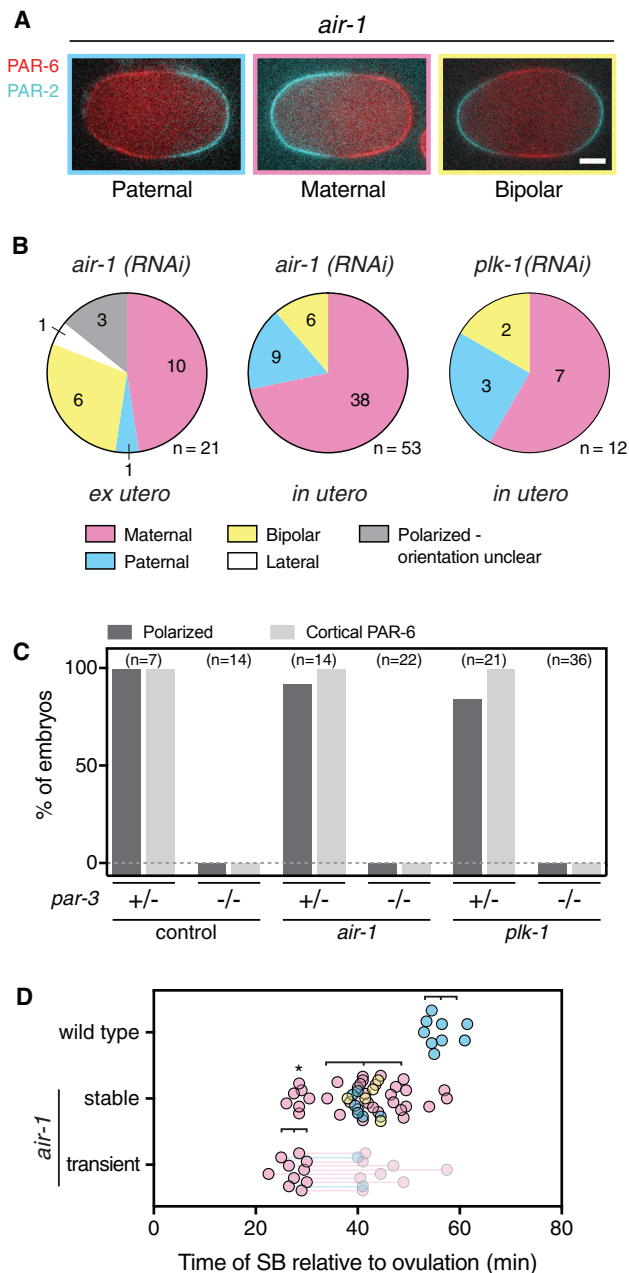 A
air-1
PAR-6
PAR-2
Paternal
Maternal
Bipolar
B
air-1 (RNAi)
air-1 (RNAi)
plk-1(RNAi)
3
1
10
6
1
n = 21
6
9
38
n = 53
2
3
7
n = 12
ex utero
in utero
in utero
Maternal
Bipolar
Polarized -
orientation unclear
Paternal
Lateral
C
Polarized
Cortical PAR-6
(n=7)
(n=14)
(n=14)
(n=22)
(n=21)
(n=36)
100
50
0
% of embryos
par-3
+/-
-/-
+/-
-/-
+/-
-/-
control
air-1
plk-1
D
wild type
*
stable
air-1
transient
0
20
40
60
80
Time of SB relative to ovulation (min)